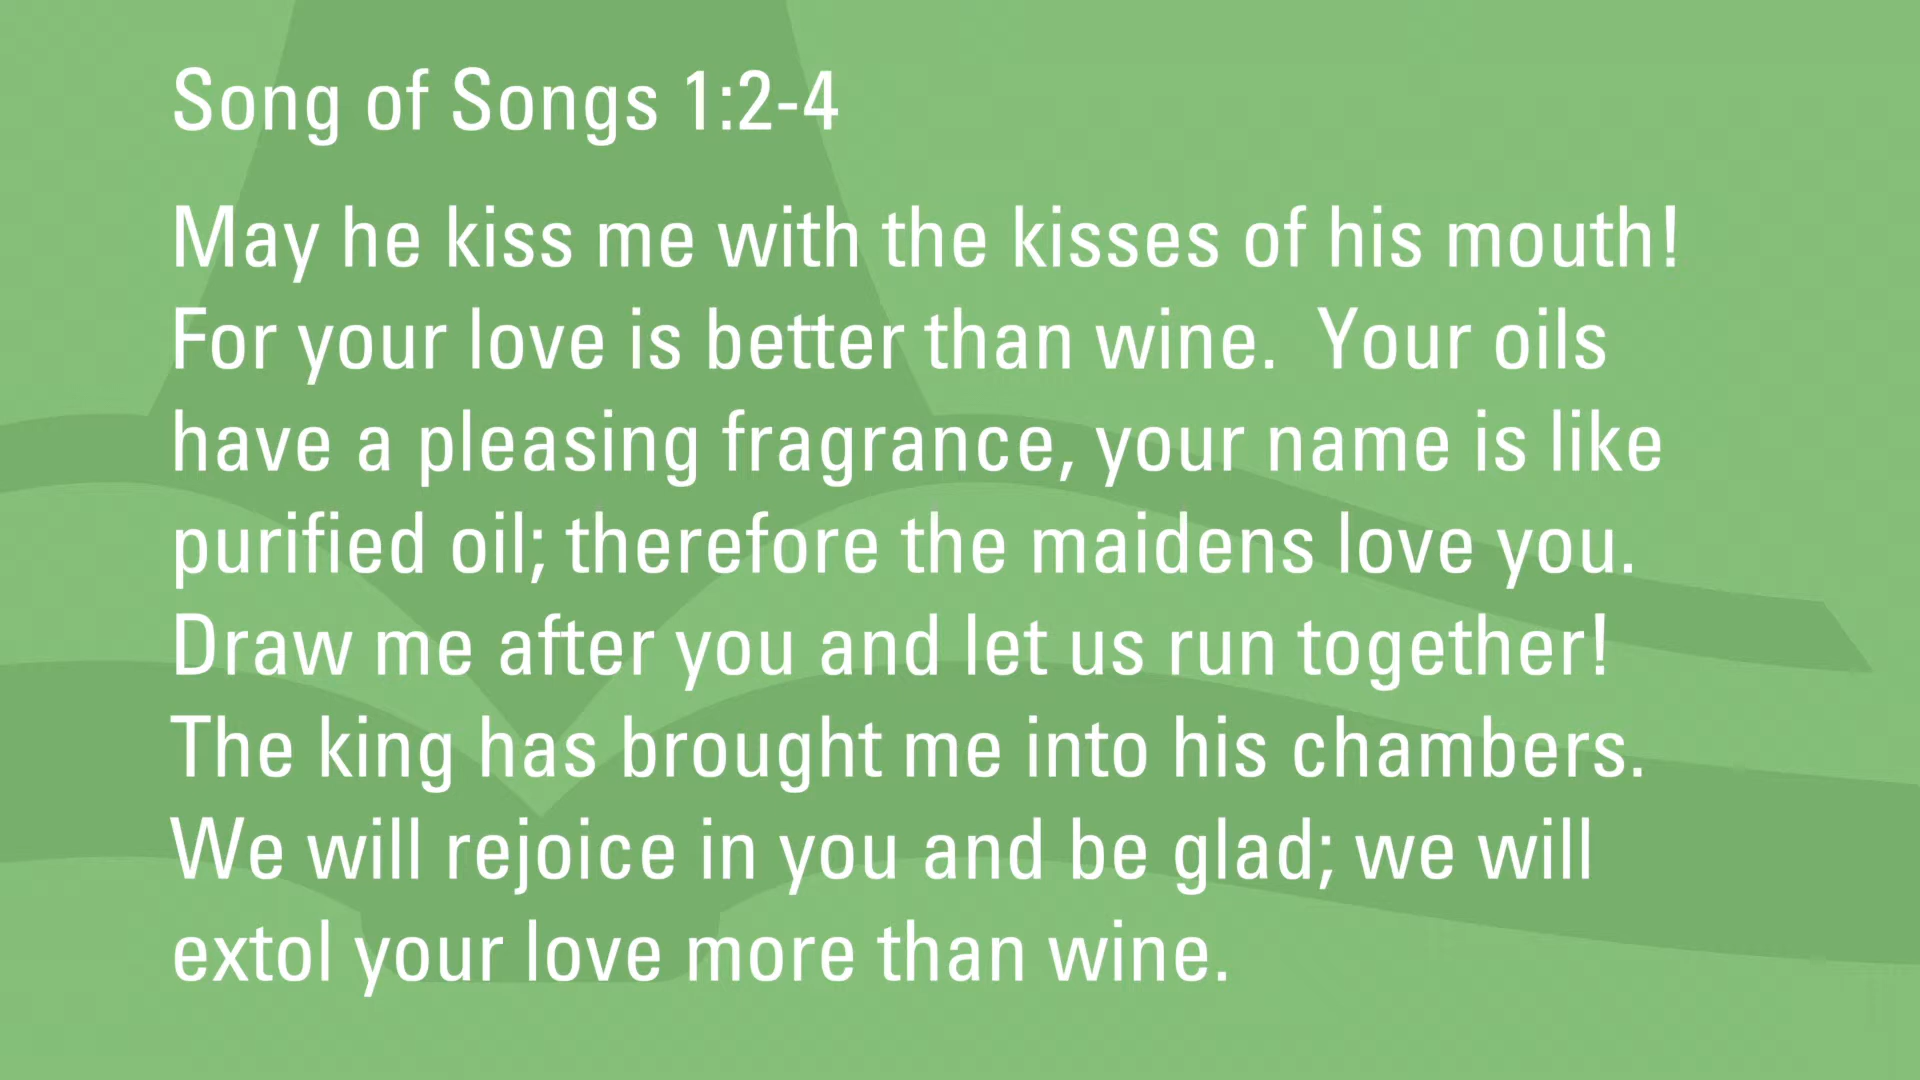 Song of Songs 1:2-4
May he kiss me with the kisses of his mouth!
For your love is better than wine.  Your oils
have a pleasing fragrance, your name is like
purified oil; therefore the maidens love you.
Draw me after you and let us run together!
The king has brought me into his chambers.
We will rejoice in you and be glad; we will
extol your love more than wine.